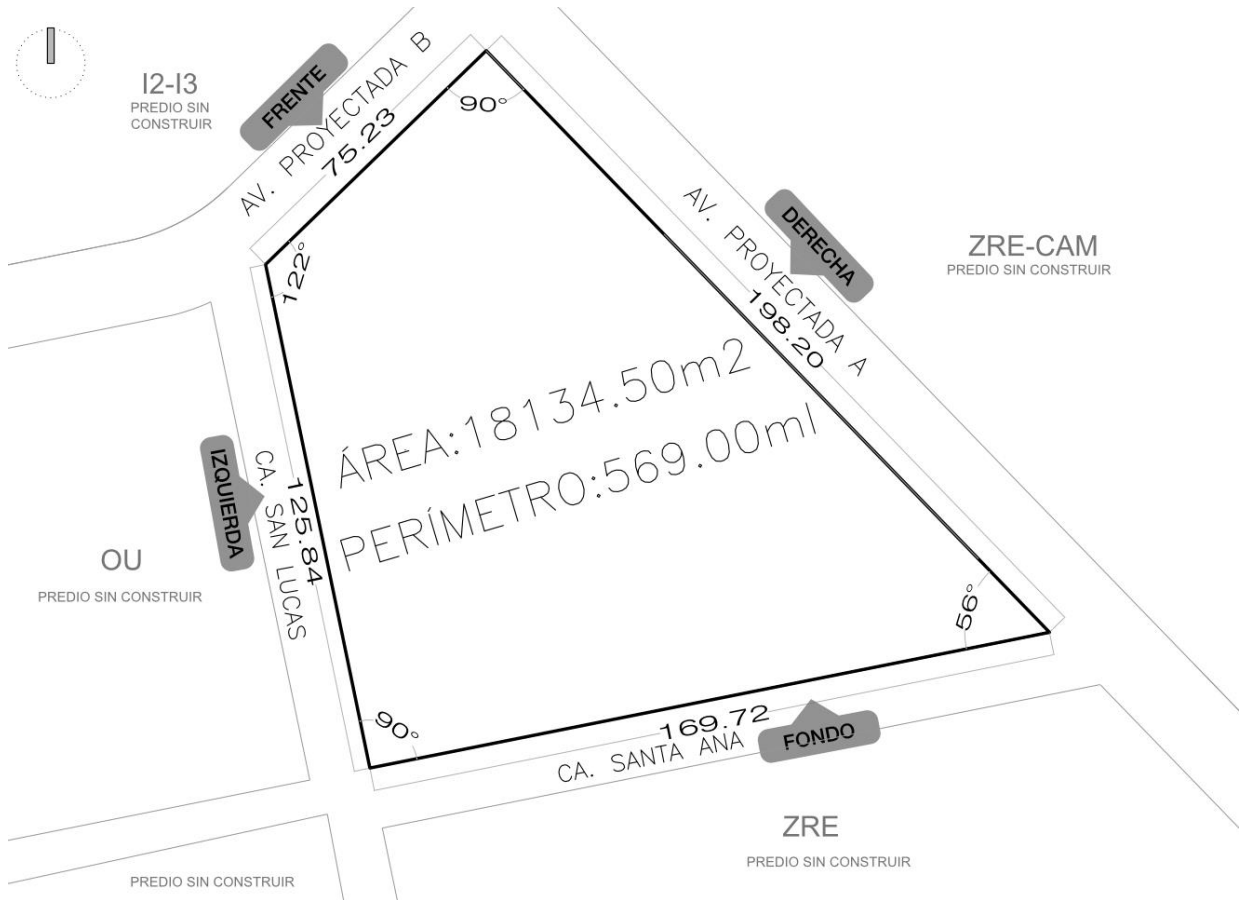 I2-I3
PREDIO SIN
CONSTRUIR
FRENTE
AV. PROYECTADA B
75.23
90°
122°
AV. PROYECTADA A
DERECHA
198.20
ZRE-CAM
PREDIO SIN CONSTRUIR
ÁREA:18134.50m2
PERÍMETRO:569.00ml
IZQUIERDA
CA. SAN LUCAS
125.84
OU
PREDIO SIN CONSTRUIR
56°
90°
169.72
CA. SANTA ANA
FONDO
ZRE
PREDIO SIN CONSTRUIR
PREDIO SIN CONSTRUIR